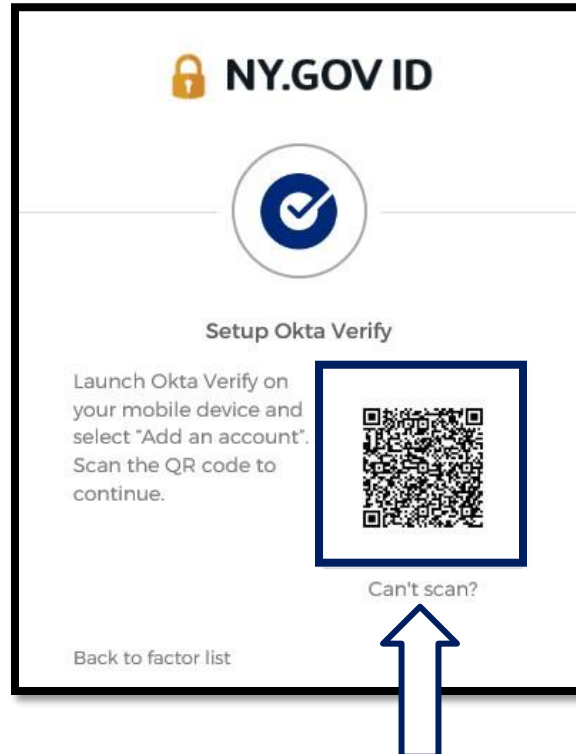 NY.GOV ID
Setup Okta Verify
Launch Okta Verify on
your mobile device and
select "Add an account".
Scan the QR code to
continue.
Can't scan?
Back to factor list